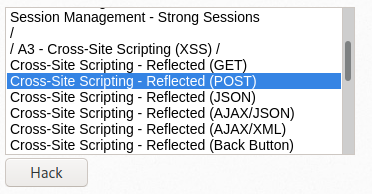 Session Management - Strong Sessions
/
/ A3 - Cross-Site Scripting (XSS) /
Cross-Site Scripting - Reflected (GET)
Cross-Site Scripting - Reflected (POST)
Cross-Site Scripting - Reflected (JSON)
Cross-Site Scripting - Reflected (AJAX/JSON)
Cross-Site Scripting - Reflected (AJAX/XML)
Cross-Site Scripting - Reflected (Back Button)
Hack